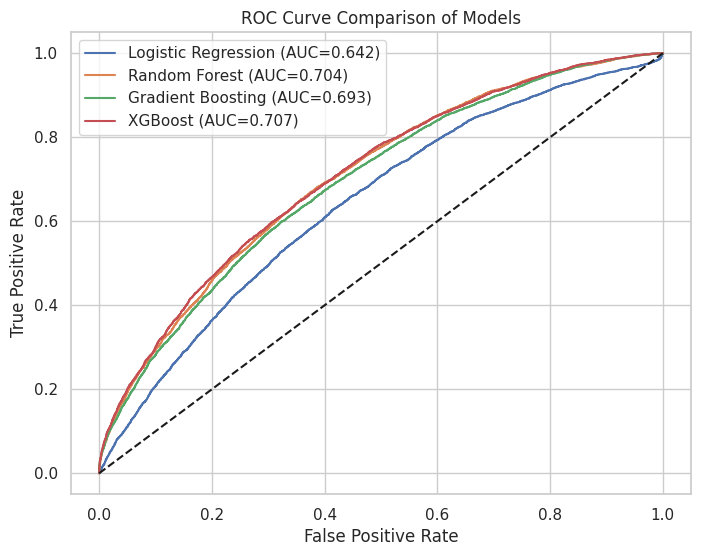 ROC Curve Comparison of Models
Logistic Regression (AUC=0.642)
Random Forest (AUC=0.704)
Gradient Boosting (AUC=0.693)
XGBoost (AUC=0.707)
True Positive Rate
1.0
0.8
0.6
0.4
0.2
0.0
0.0 0.2 0.4 0.6 0.8 1.0
False Positive Rate